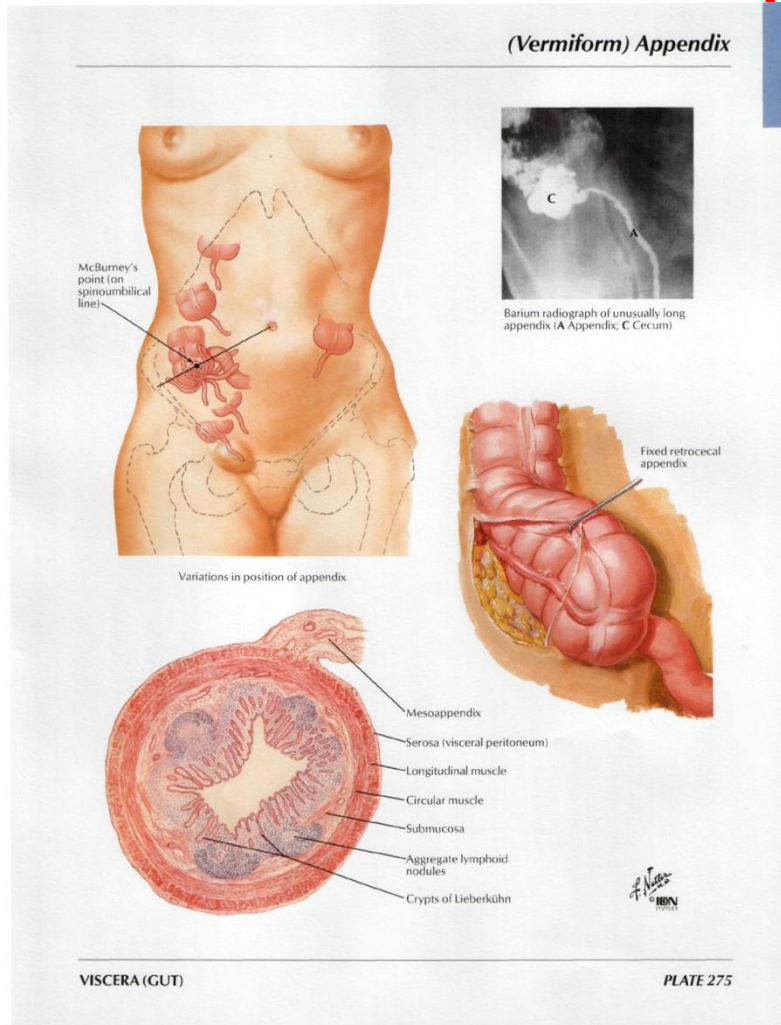 (Vermiform) Appendix
McBurney's
point (on
spinoumbilical
line)
C
A
Barium radiograph of unusually long
appendix (A Appendix; C Cecum)
Fixed retrocecal
appendix
Variations in position of appendix
Mesoappendix
Serosa (visceral peritoneum)
Longitudinal muscle
Circular muscle
Submucosa
Aggregate lymphoid
nodules
Crypts of Lieberkühn
F. Netter
M.D.
©
VISCERA (GUT)
PLATE 275